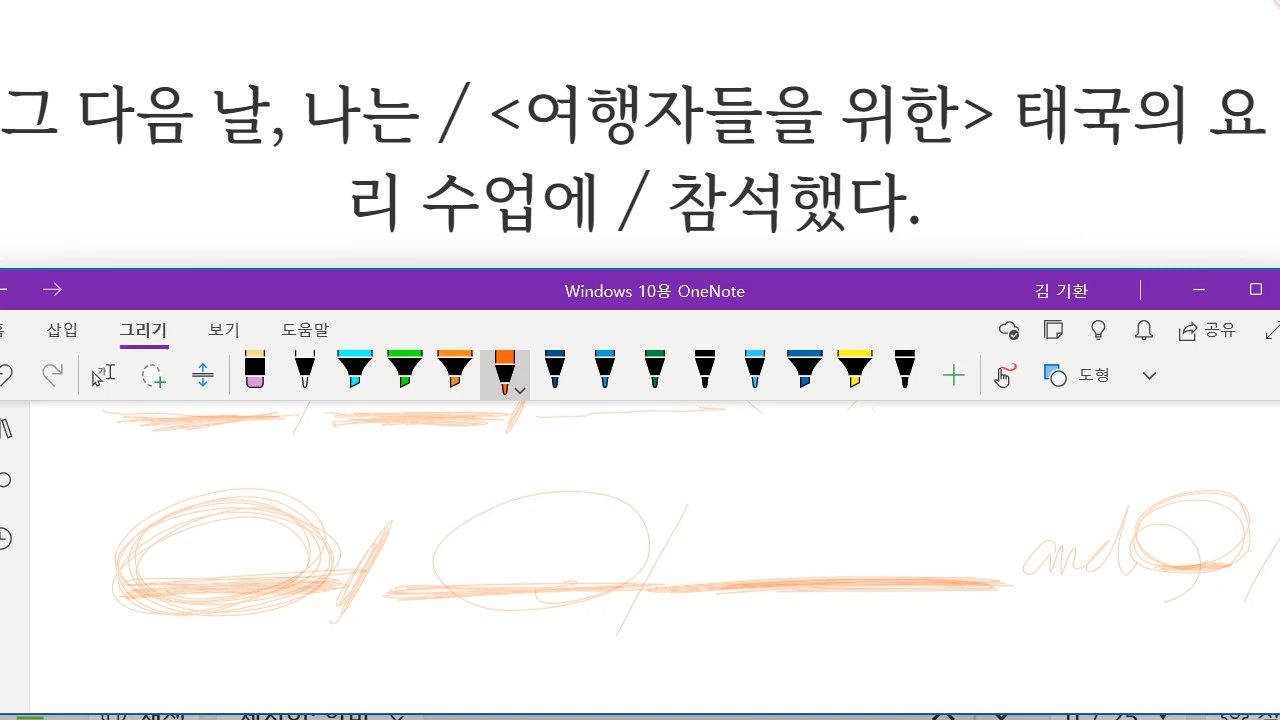 그 다음 날, 나는 / <여행자들을 위한> 태국의 요
리 수업에 / 참석했다.
Windows 10용 OneNote
김 기환
삽입 그리기 보기 도움말
공유
가
도형
and